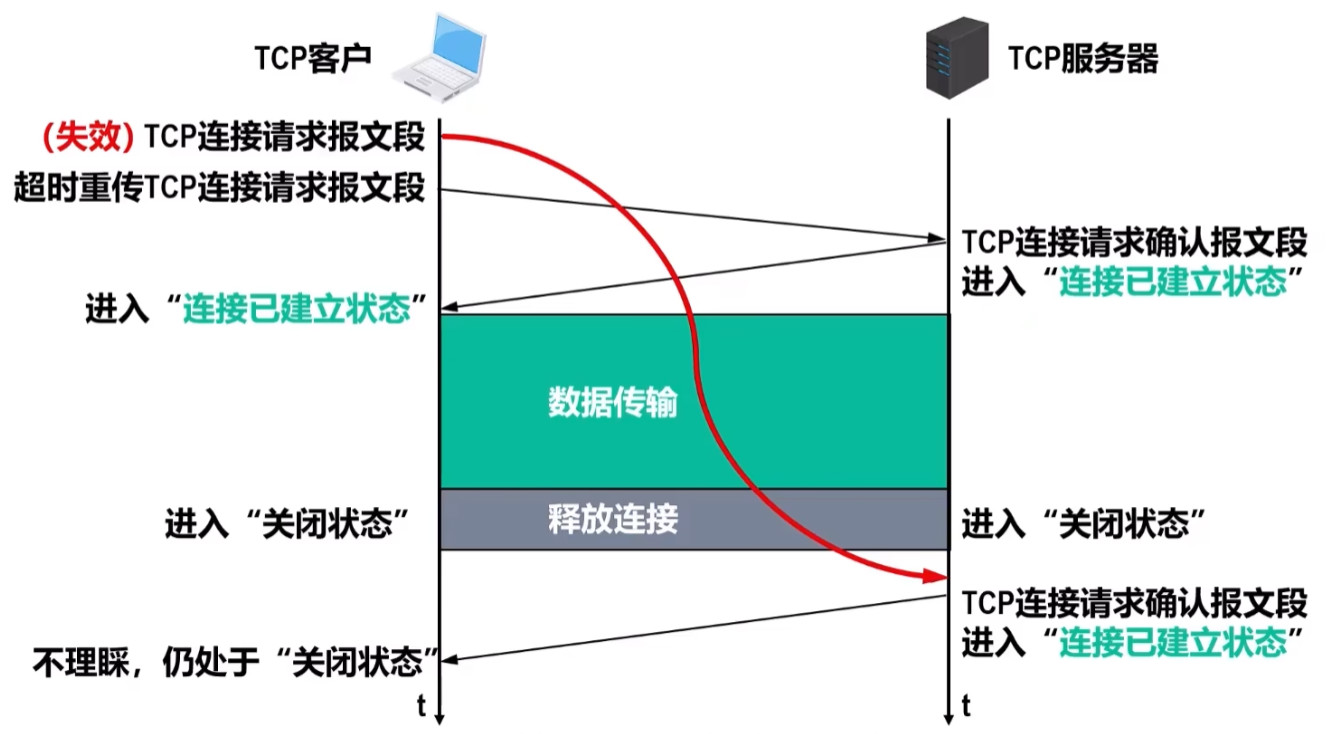 TCP客户
TCP服务器
（失效）TCP连接请求报文段
超时重传TCP连接请求报文段
TCP连接请求确认报文段
进入“连接已建立状态”
进入“连接已建立状态”
数据传输
释放连接
进入“关闭状态”
进入“关闭状态”
TCP连接请求确认报文段
进入“连接已建立状态”
不理睬，仍处于“关闭状态”
t
t